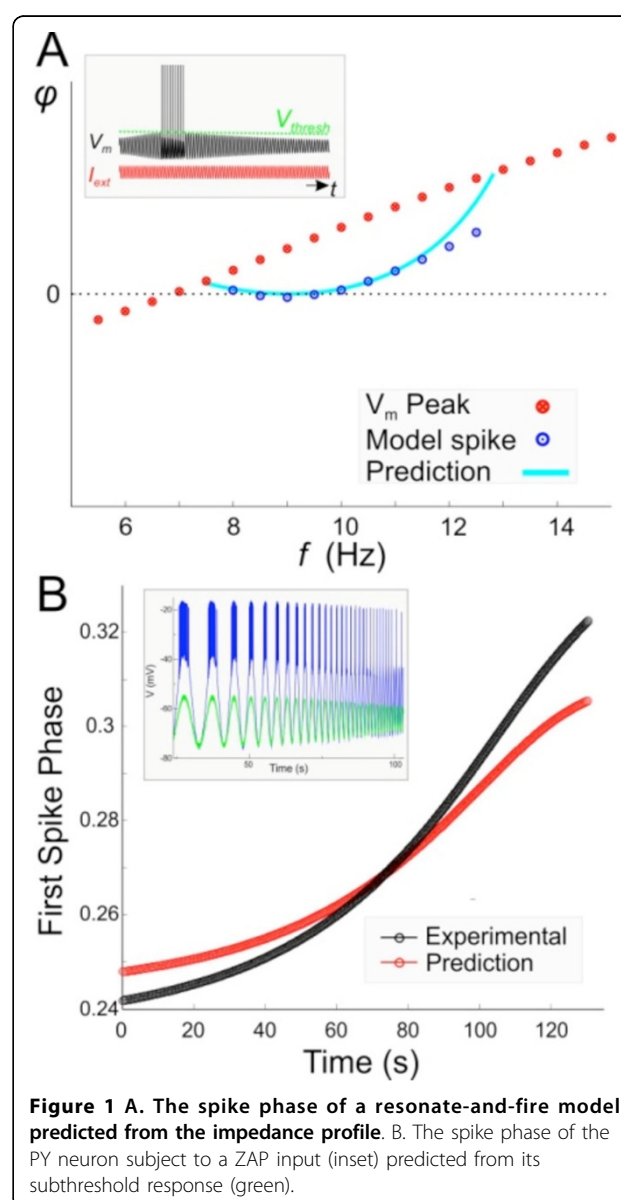 A
φ
V_thresh
V_m
I_ext
t
0
V_m Peak
Model spike
Prediction
6 8 10 12 14
f (Hz)
B
0.32
0.3
0.28
0.26
0.24
First Spike Phase
-20
-40
-60
-80
V (mV)
50 100
Time (s)
Experimental
Prediction
0 20 40 60 80 100 120
Time (s)
Figure 1 A. The spike phase of a resonate-and-fire model
predicted from the impedance profile. B. The spike phase of the
PY neuron subject to a ZAP input (inset) predicted from its
subthreshold response (green).